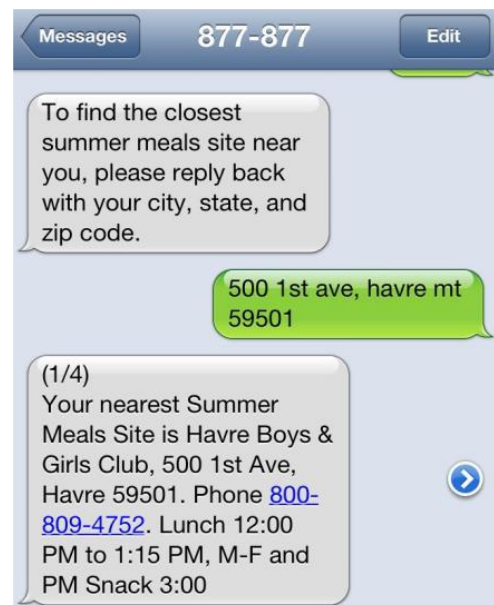 Messages
877-877
Edit
To find the closest
summer meals site near
you, please reply back
with your city, state, and
zip code.
500 1st ave, havre mt
59501
(1/4)
Your nearest Summer
Meals Site is Havre Boys &
Girls Club, 500 1st Ave,
Havre 59501. Phone 800-
809-4752. Lunch 12:00
PM to 1:15 PM, M-F and
PM Snack 3:00